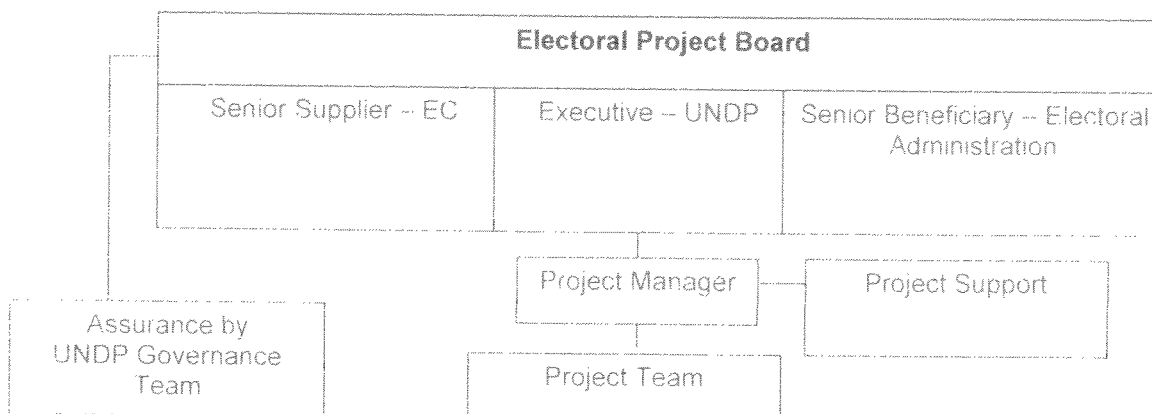 Electoral Project Board
Senior Supplier – EC
Executive – UNDP
Senior Beneficiary – Electoral
Administration
Project Manager
Project Support
Assurance by
UNDP Governance
Team
Project Team